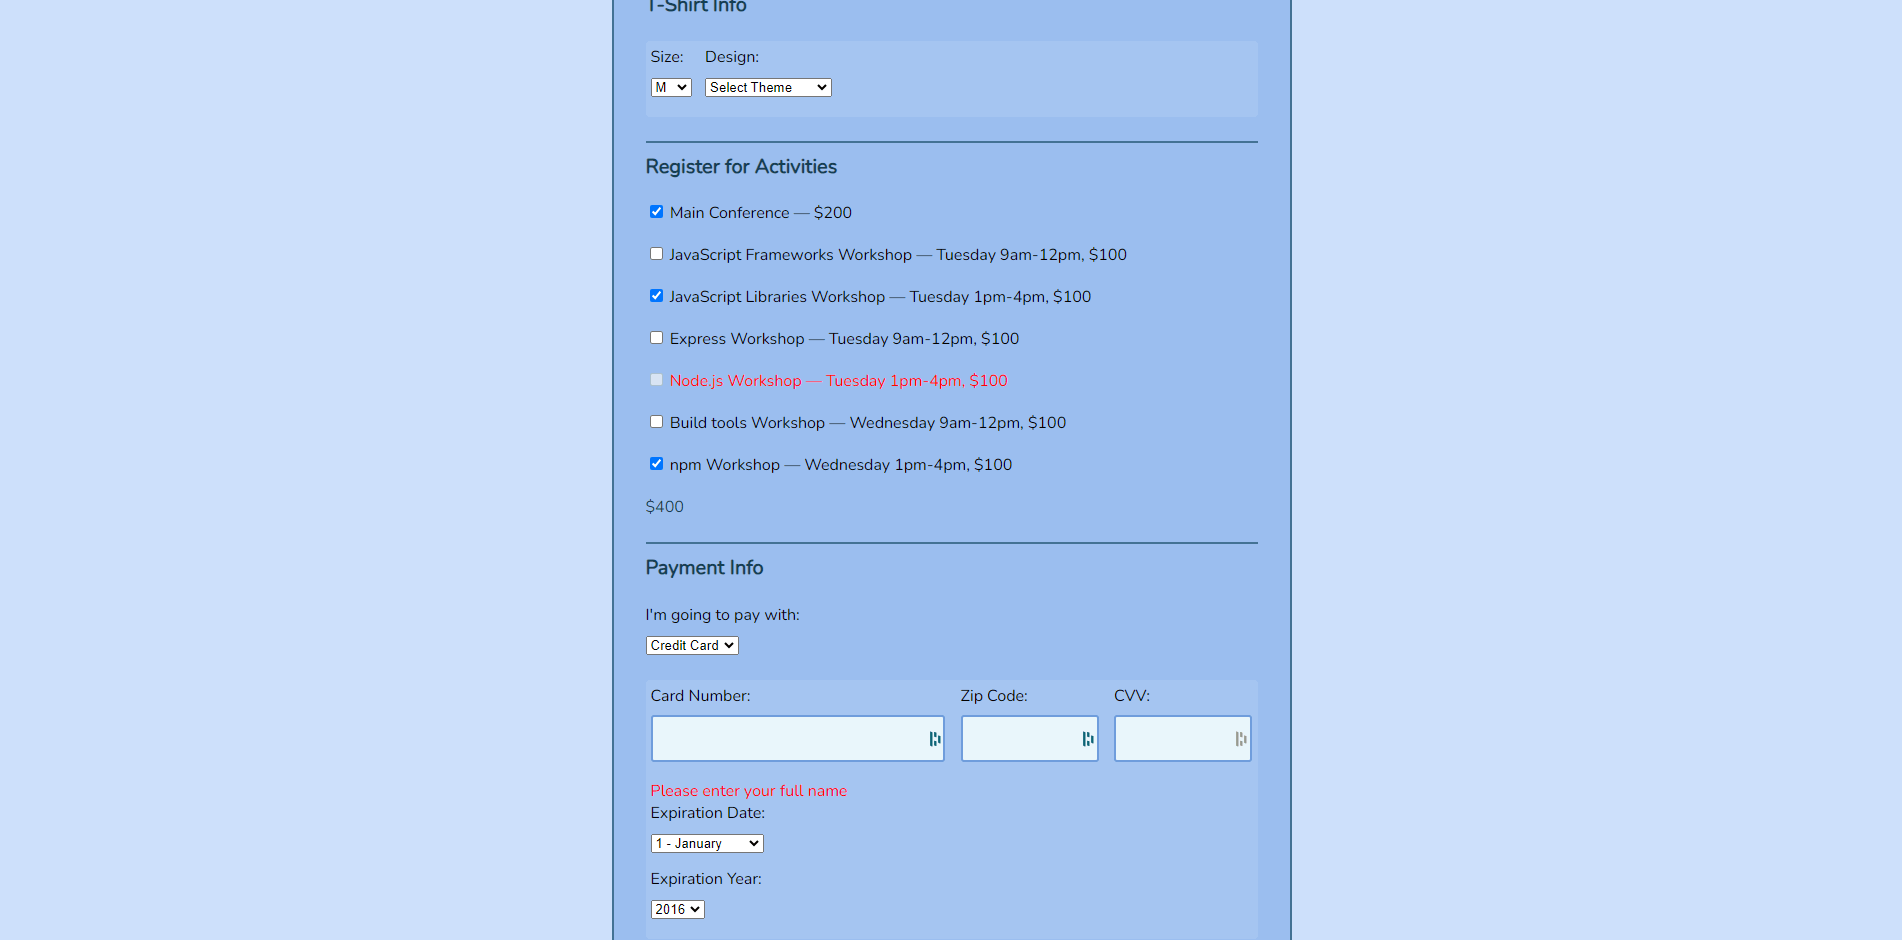 T-Shirt Info
Size: Design:
M Select Theme
Register for Activities
Main Conference — $200
JavaScript Frameworks Workshop — Tuesday 9am-12pm, $100
JavaScript Libraries Workshop — Tuesday 1pm-4pm, $100
Express Workshop — Tuesday 9am-12pm, $100
Node.js Workshop — Tuesday 1pm-4pm, $100
Build tools Workshop — Wednesday 9am-12pm, $100
npm Workshop — Wednesday 1pm-4pm, $100
$400
Payment Info
I'm going to pay with:
Credit Card
Card Number: Zip Code: CVV:
Please enter your full name
Expiration Date:
1 - January
Expiration Year:
2016